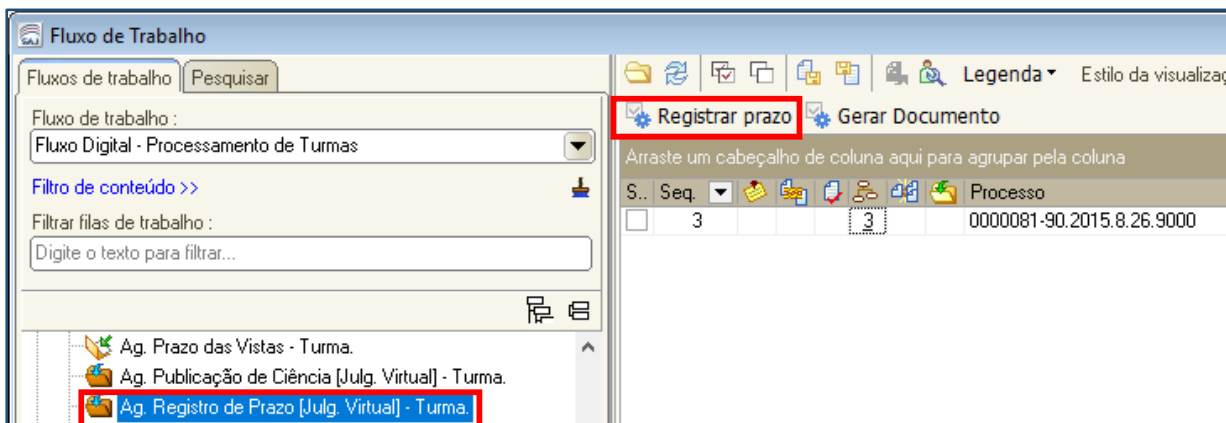 Fluxo de Trabalho
Fluxos de trabalho Pesquisar
Fluxo de trabalho :
Fluxo Digital - Processamento de Turmas
Filtro de conteúdo >>
Filtrar filas de trabalho :
Digite o texto para filtrar...
Ag. Prazo das Vistas - Turma.
Ag. Publicação de Ciência [Julg. Virtual] - Turma.
Ag. Registro de Prazo [Julg. Virtual] - Turma.
Legenda Estilo da visualizaç
Registrar prazo Gerar Documento
Arraste um cabeçalho de coluna aqui para agrupar pela coluna
S.. Seq. Processo
3 3 0000081-90.2015.8.26.9000